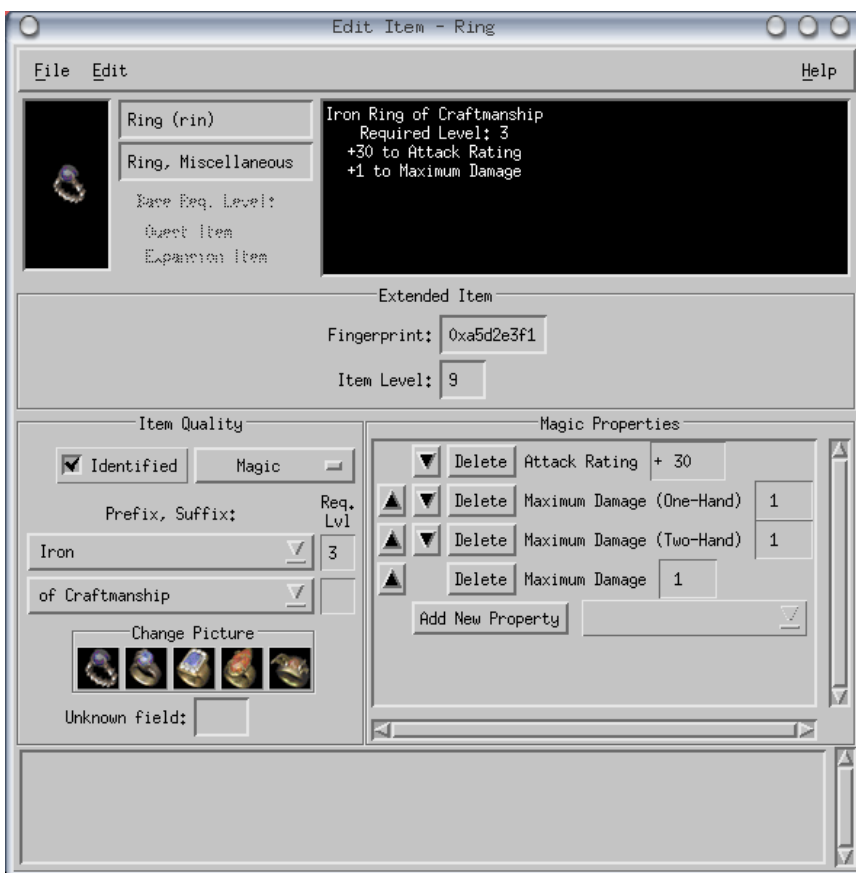 Edit Item - Ring
File Edit Help
Ring (rin)
Ring, Miscellaneous
Base Req. Level:
Quest Item
Expansion Item
Iron Ring of Craftmanship
Required Level: 3
+30 to Attack Rating
+1 to Maximum Damage
Extended Item
Fingerprint: 0xa5d2e3f1
Item Level: 9
Item Quality
Identified Magic
Prefix, Suffix: Req. Lvl
Iron 3
of Craftmanship
Change Picture
Unknown field:
Magic Properties
Delete Attack Rating + 30
Delete Maximum Damage (One-Hand) 1
Delete Maximum Damage (Two-Hand) 1
Delete Maximum Damage 1
Add New Property